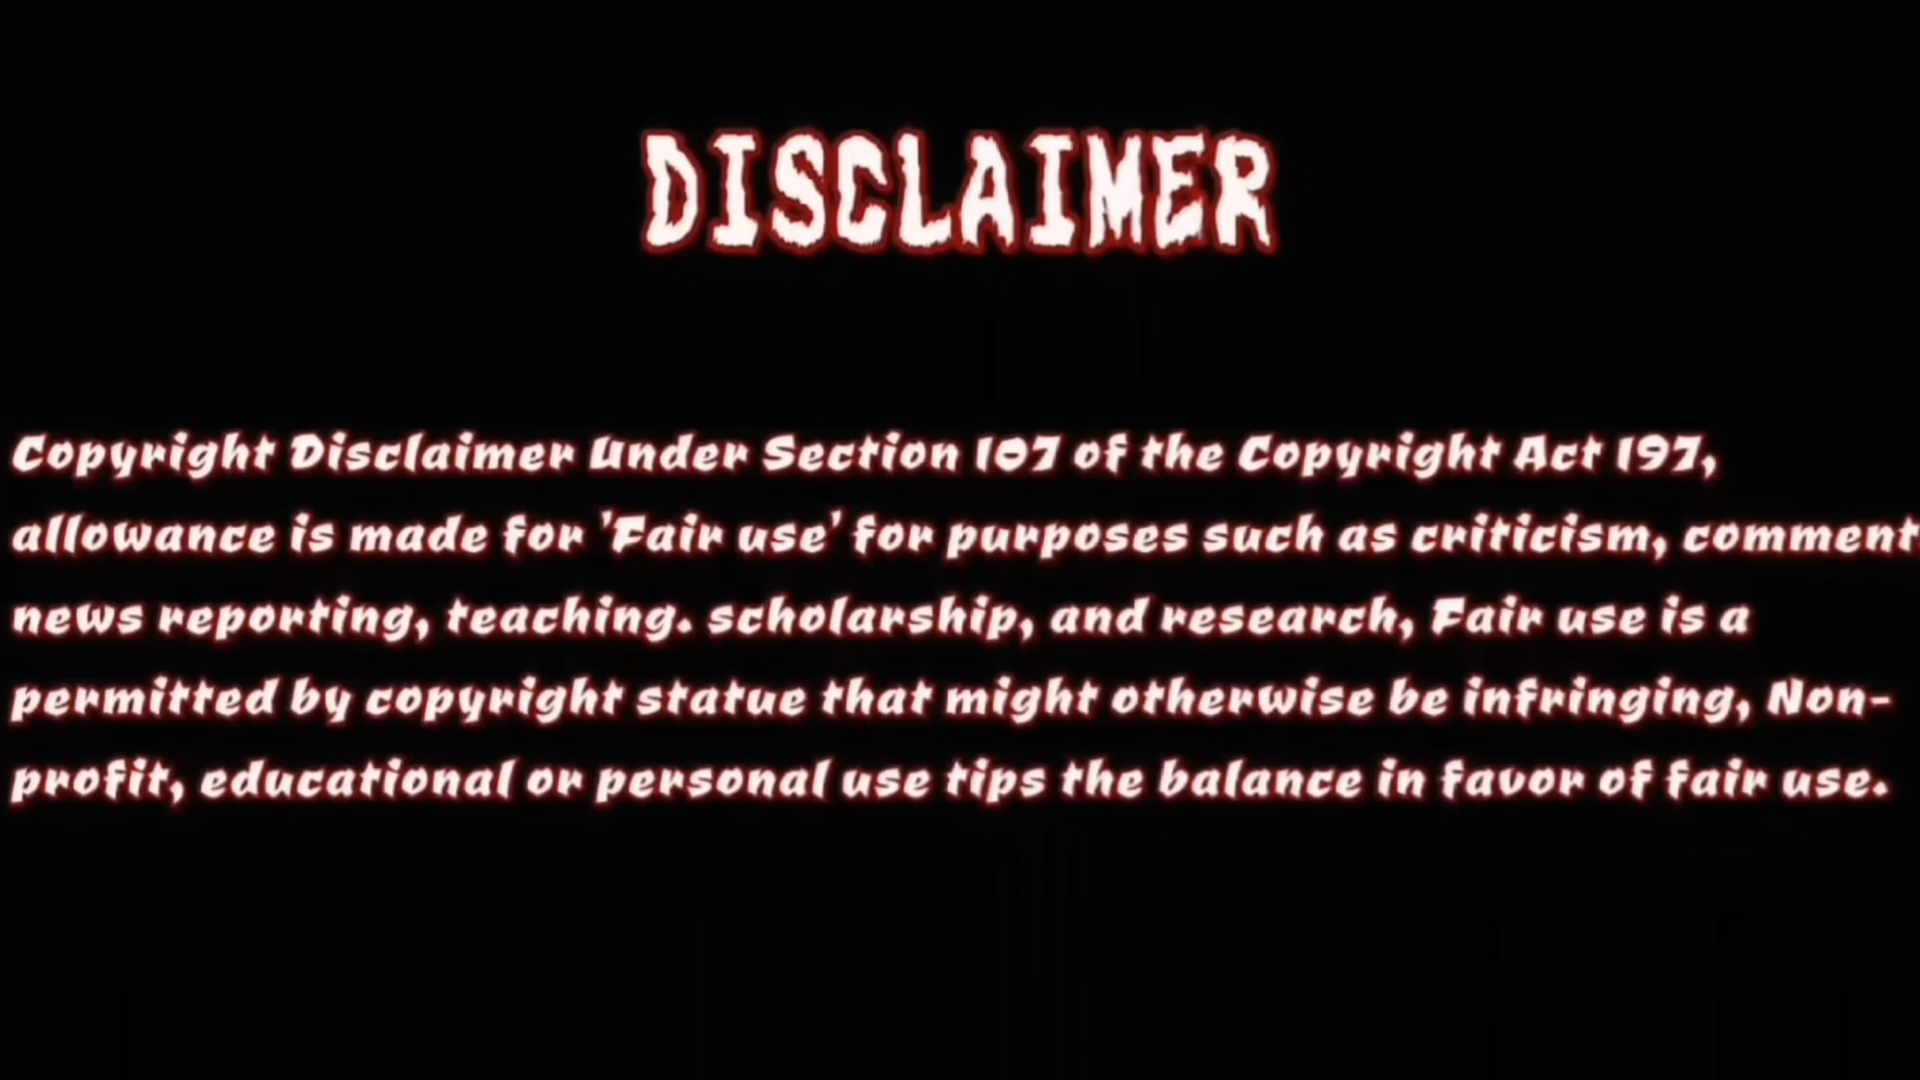 DISCLAIMER
Copyright Disclaimer Under Section 107 of the Copyright Act 197,
allowance is made for 'Fair use' for purposes such as criticism, comment
news reporting, teaching. scholarship, and research, Fair use is a
permitted by copyright statue that might otherwise be infringing, Non-
profit, educational or personal use tips the balance in favor of fair use.